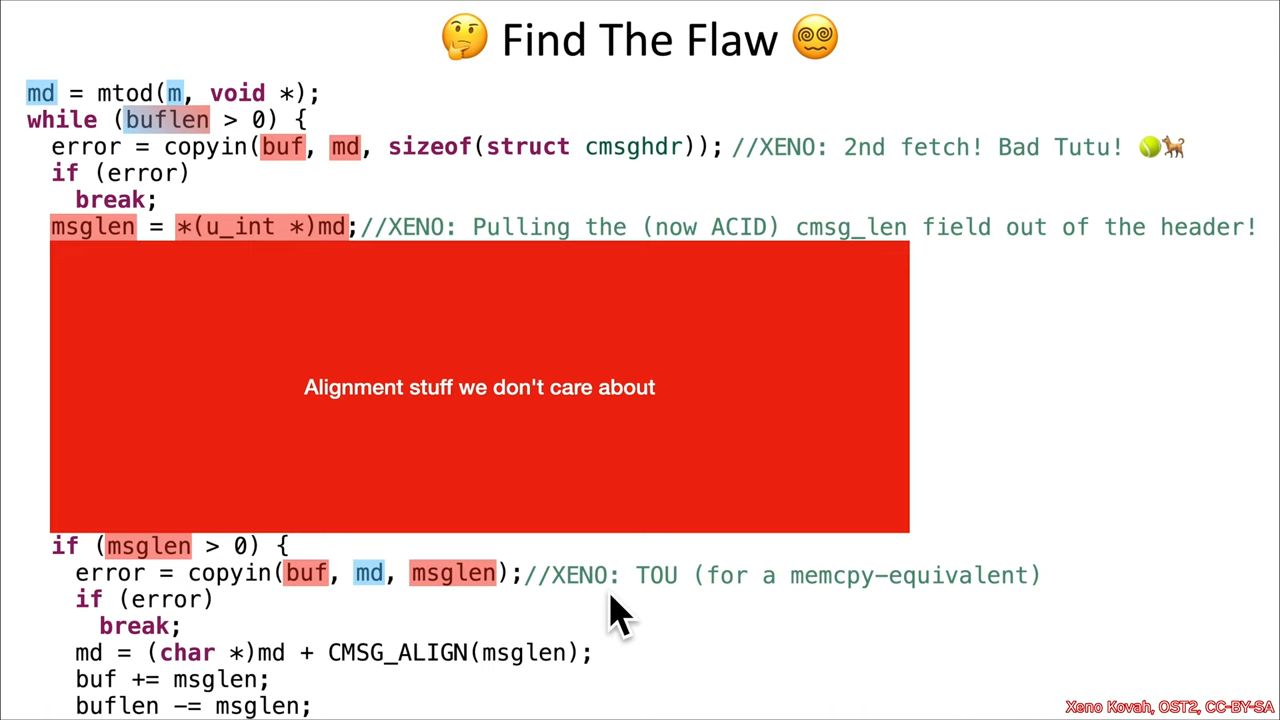 🤔 Find The Flaw 😵‍💫
md = mtod(m, void *);
while (buflen > 0) {
error = copyin(buf, md, sizeof(struct cmsghdr)); //XENO: 2nd fetch! Bad Tutu! 🎾🐕
if (error)
break;
msglen = *(u_int *)md; //XENO: Pulling the (now ACID) cmsg_len field out of the header!
Alignment stuff we don't care about
if (msglen > 0) {
error = copyin(buf, md, msglen); //XENO: TOU (for a memcpy-equivalent)
if (error)
break;
md = (char *)md + CMSG_ALIGN(msglen);
buf += msglen;
buflen -= msglen;
Xeno Kovah, OST2, CC-BY-SA